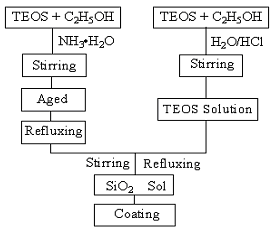 TEOS + C₂H₅OH
TEOS + C₂H₅OH
NH₃•H₂O
H₂O/HCl
Stirring
Stirring
Aged
TEOS Solution
Refluxing
Stirring Refluxing
SiO₂ Sol
Coating